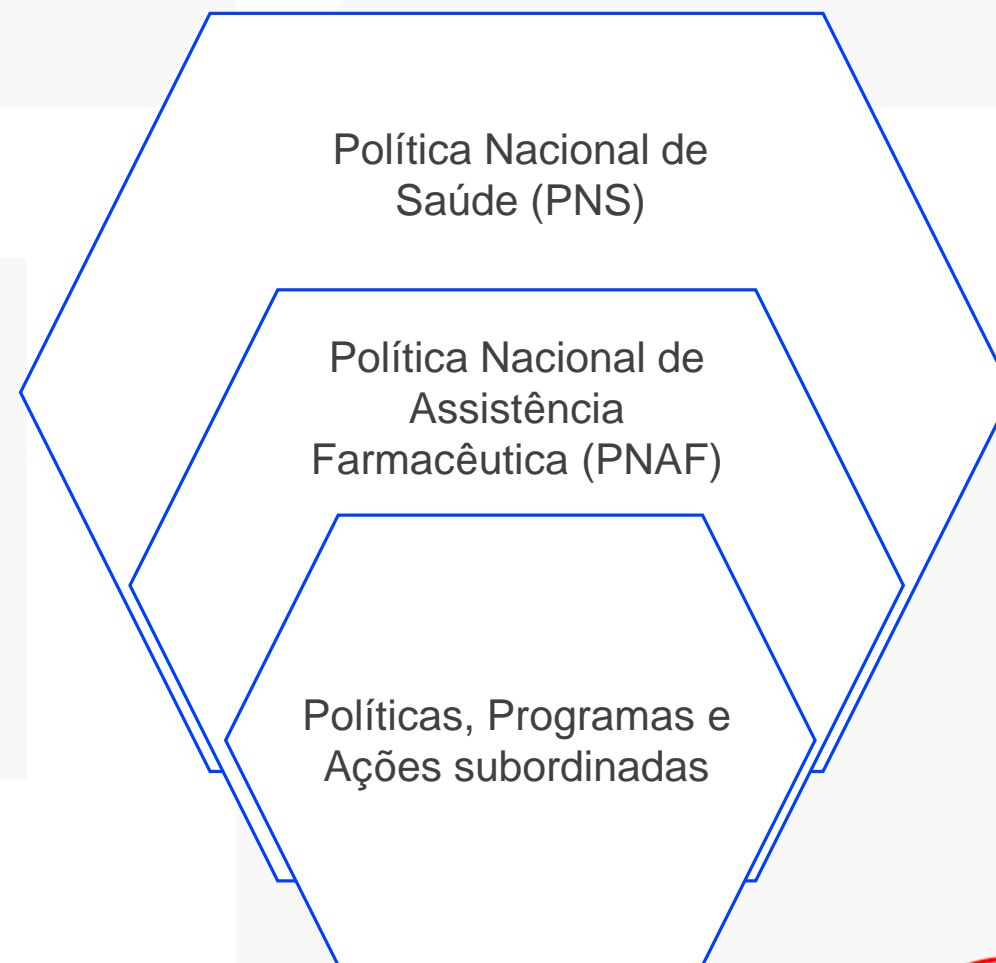 Política Nacional de
Saúde (PNS)
Política Nacional de
Assistência
Farmacêutica (PNAF)
Políticas, Programas e
Ações subordinadas